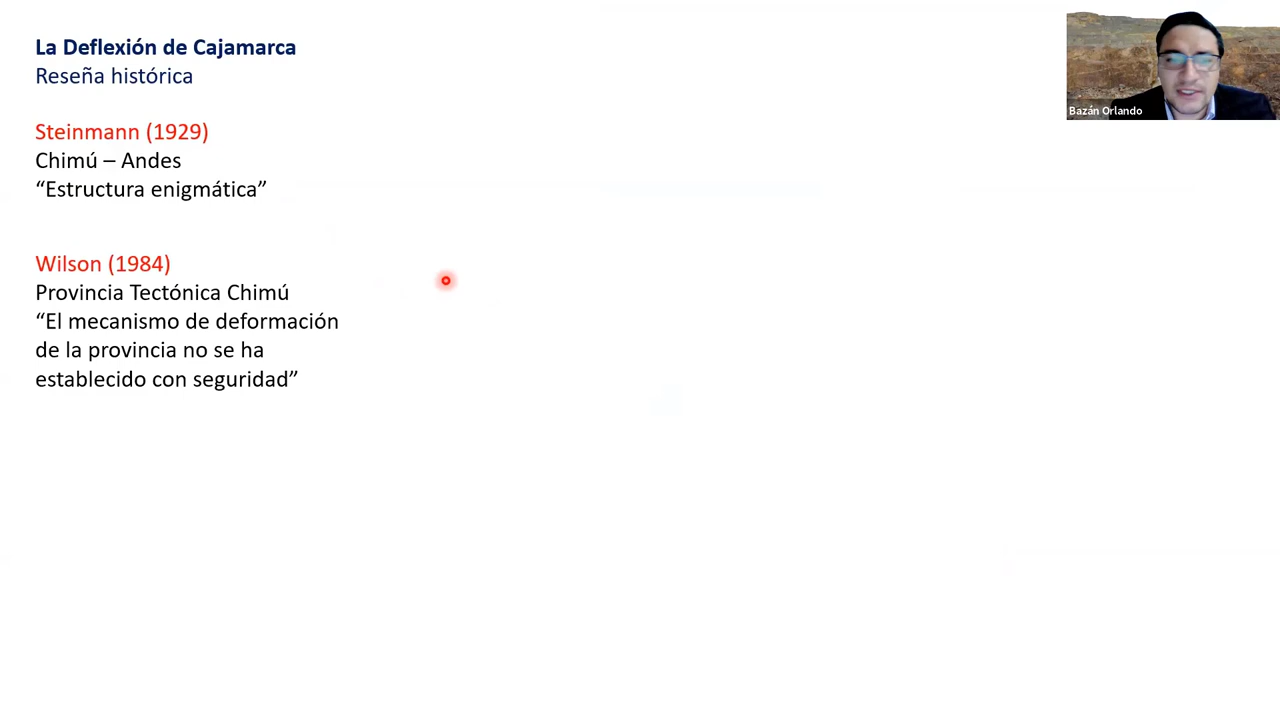 La Deflexión de Cajamarca
Reseña histórica
Steinmann (1929)
Chimú – Andes
“Estructura enigmática”
Wilson (1984)
Provincia Tectónica Chimú
“El mecanismo de deformación
de la provincia no se ha
establecido con seguridad”
Bazán Orlando